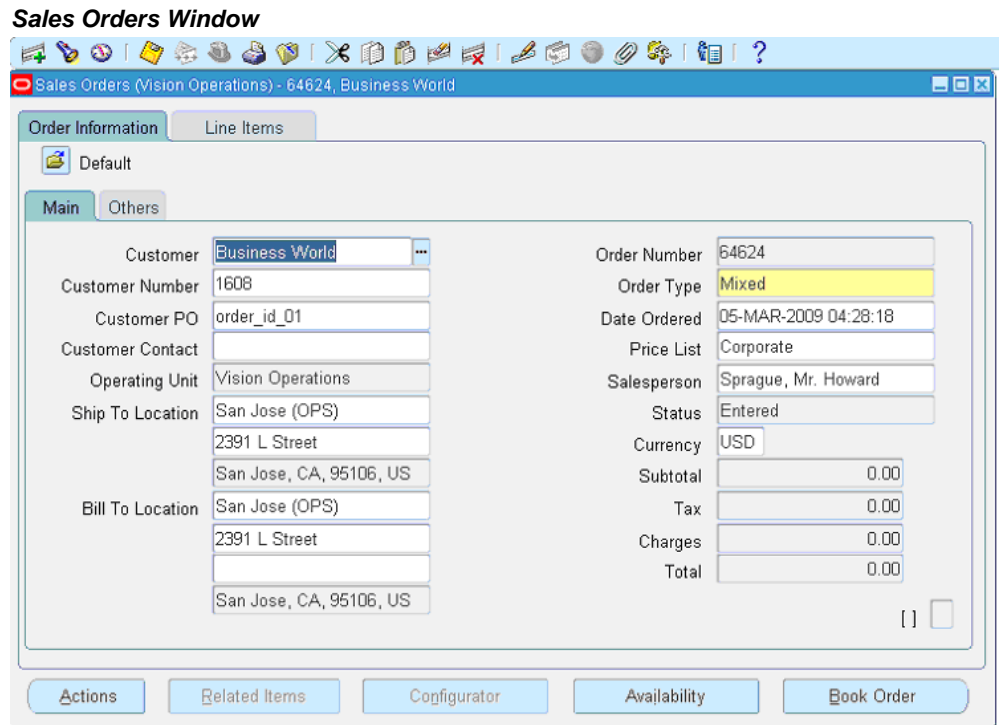 Sales Orders Window
Sales Orders (Vision Operations) - 64624, Business World
Order Information
Line Items
Default
Main
Others
Customer Business World ...
Customer Number 1608
Customer PO order_id_01
Customer Contact
Operating Unit Vision Operations
Ship To Location San Jose (OPS)
2391 L Street
San Jose, CA, 95106, US
Bill To Location San Jose (OPS)
2391 L Street
San Jose, CA, 95106, US
Order Number 64624
Order Type Mixed
Date Ordered 05-MAR-2009 04:28:18
Price List Corporate
Salesperson Sprague, Mr. Howard
Status Entered
Currency USD
Subtotal 0.00
Tax 0.00
Charges 0.00
Total 0.00
[ ]
Actions
Related Items
Configurator
Availability
Book Order